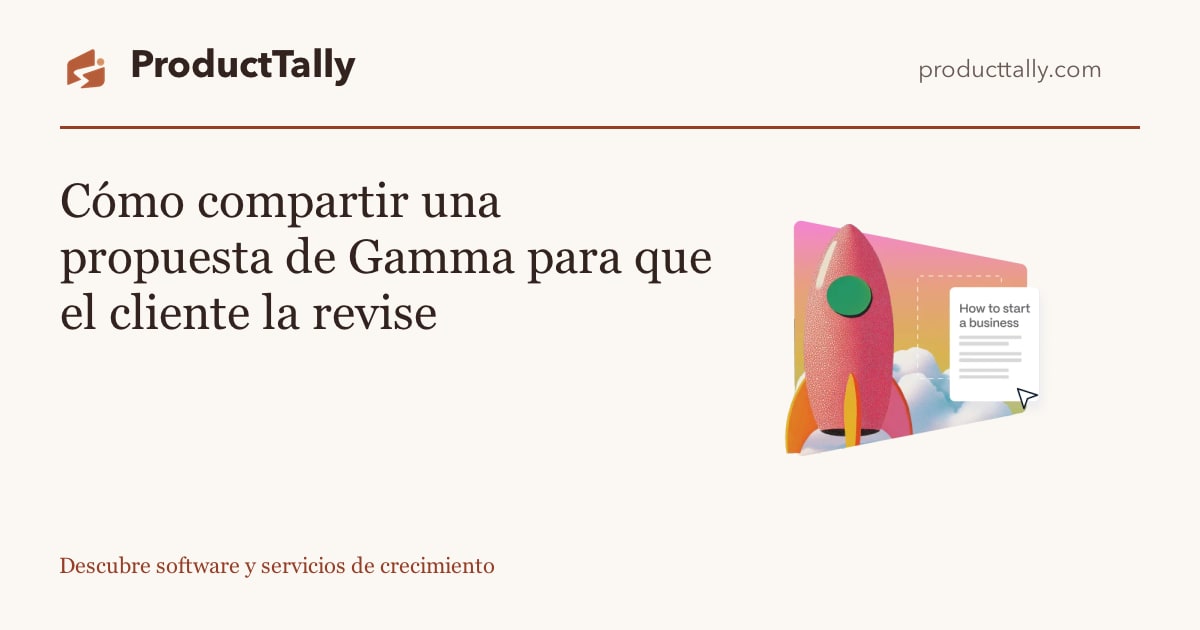 ProductTally
producttally.com
Cómo compartir una
propuesta de Gamma para que
el cliente la revise
How to start
a business
Descubre software y servicios de crecimiento